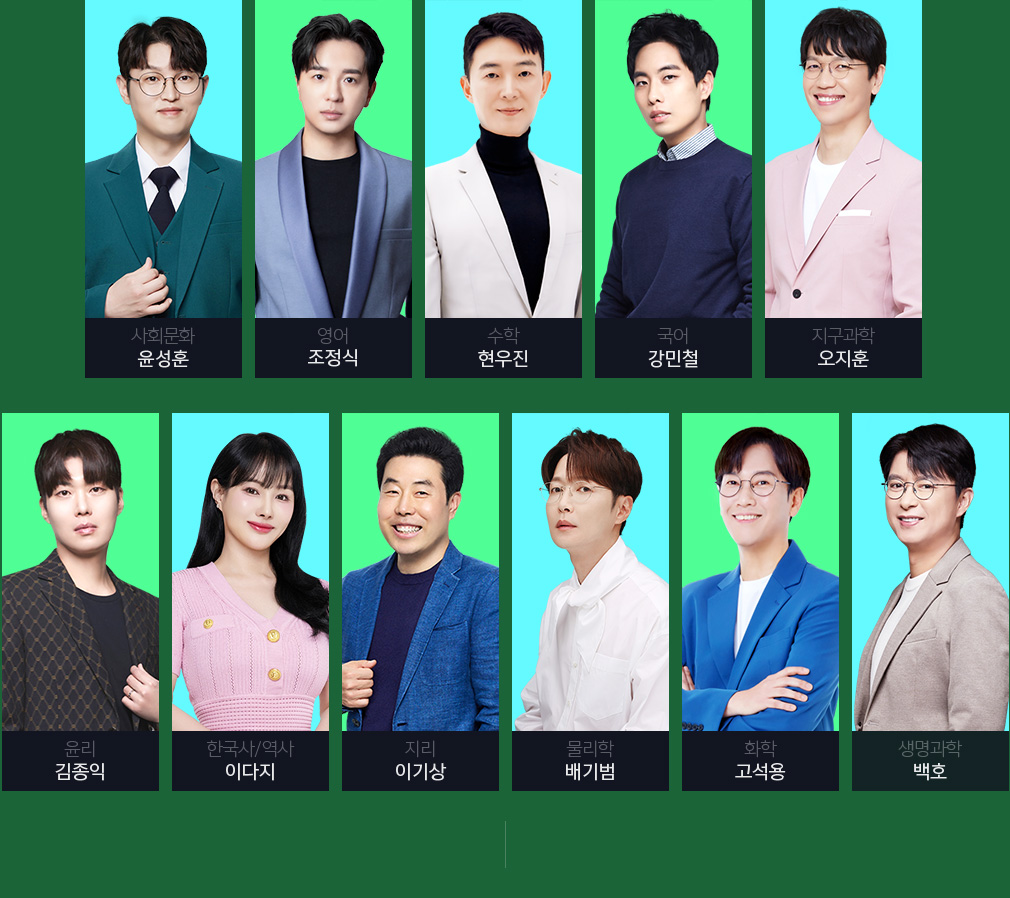 사회문화
윤성훈
영어
조정식
수학
현우진
국어
강민철
지구과학
오지훈
윤리
김종익
한국사/역사
이다지
지리
이기상
물리학
배기범
화학
고석용
생명과학
백호